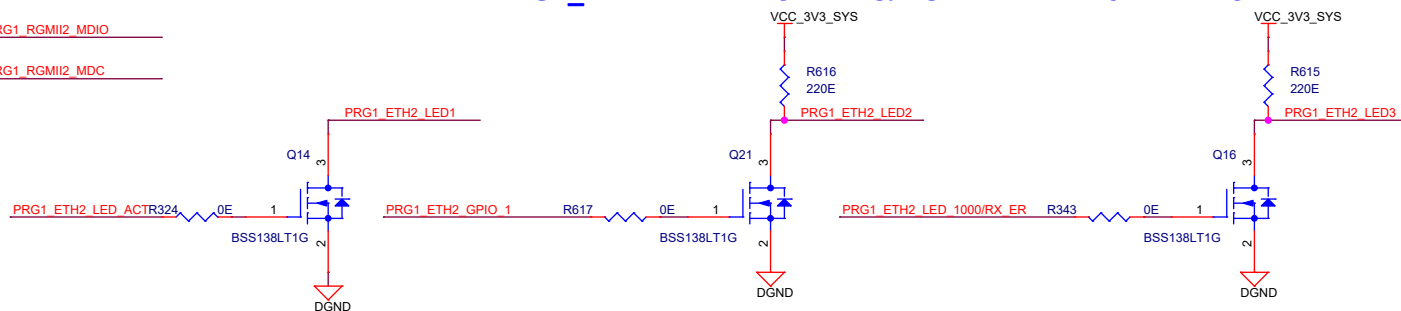 VCC_3V3_SYS
VCC_3V3_SYS
RG1_RGMII2_MDIO
RG1_RGMII2_MDC
R616
220E
R615
220E
PRG1_ETH2_LED1
PRG1_ETH2_LED2
PRG1_ETH2_LED3
Q14
3
Q21
3
Q16
3
PRG1_ETH2_LED_ACT
R324
0E
1
PRG1_ETH2_GPIO_1
R617
0E
1
PRG1_ETH2_LED_1000/RX_ER
R343
0E
1
BSS138LT1G
2
BSS138LT1G
2
BSS138LT1G
2
DGND
DGND
DGND